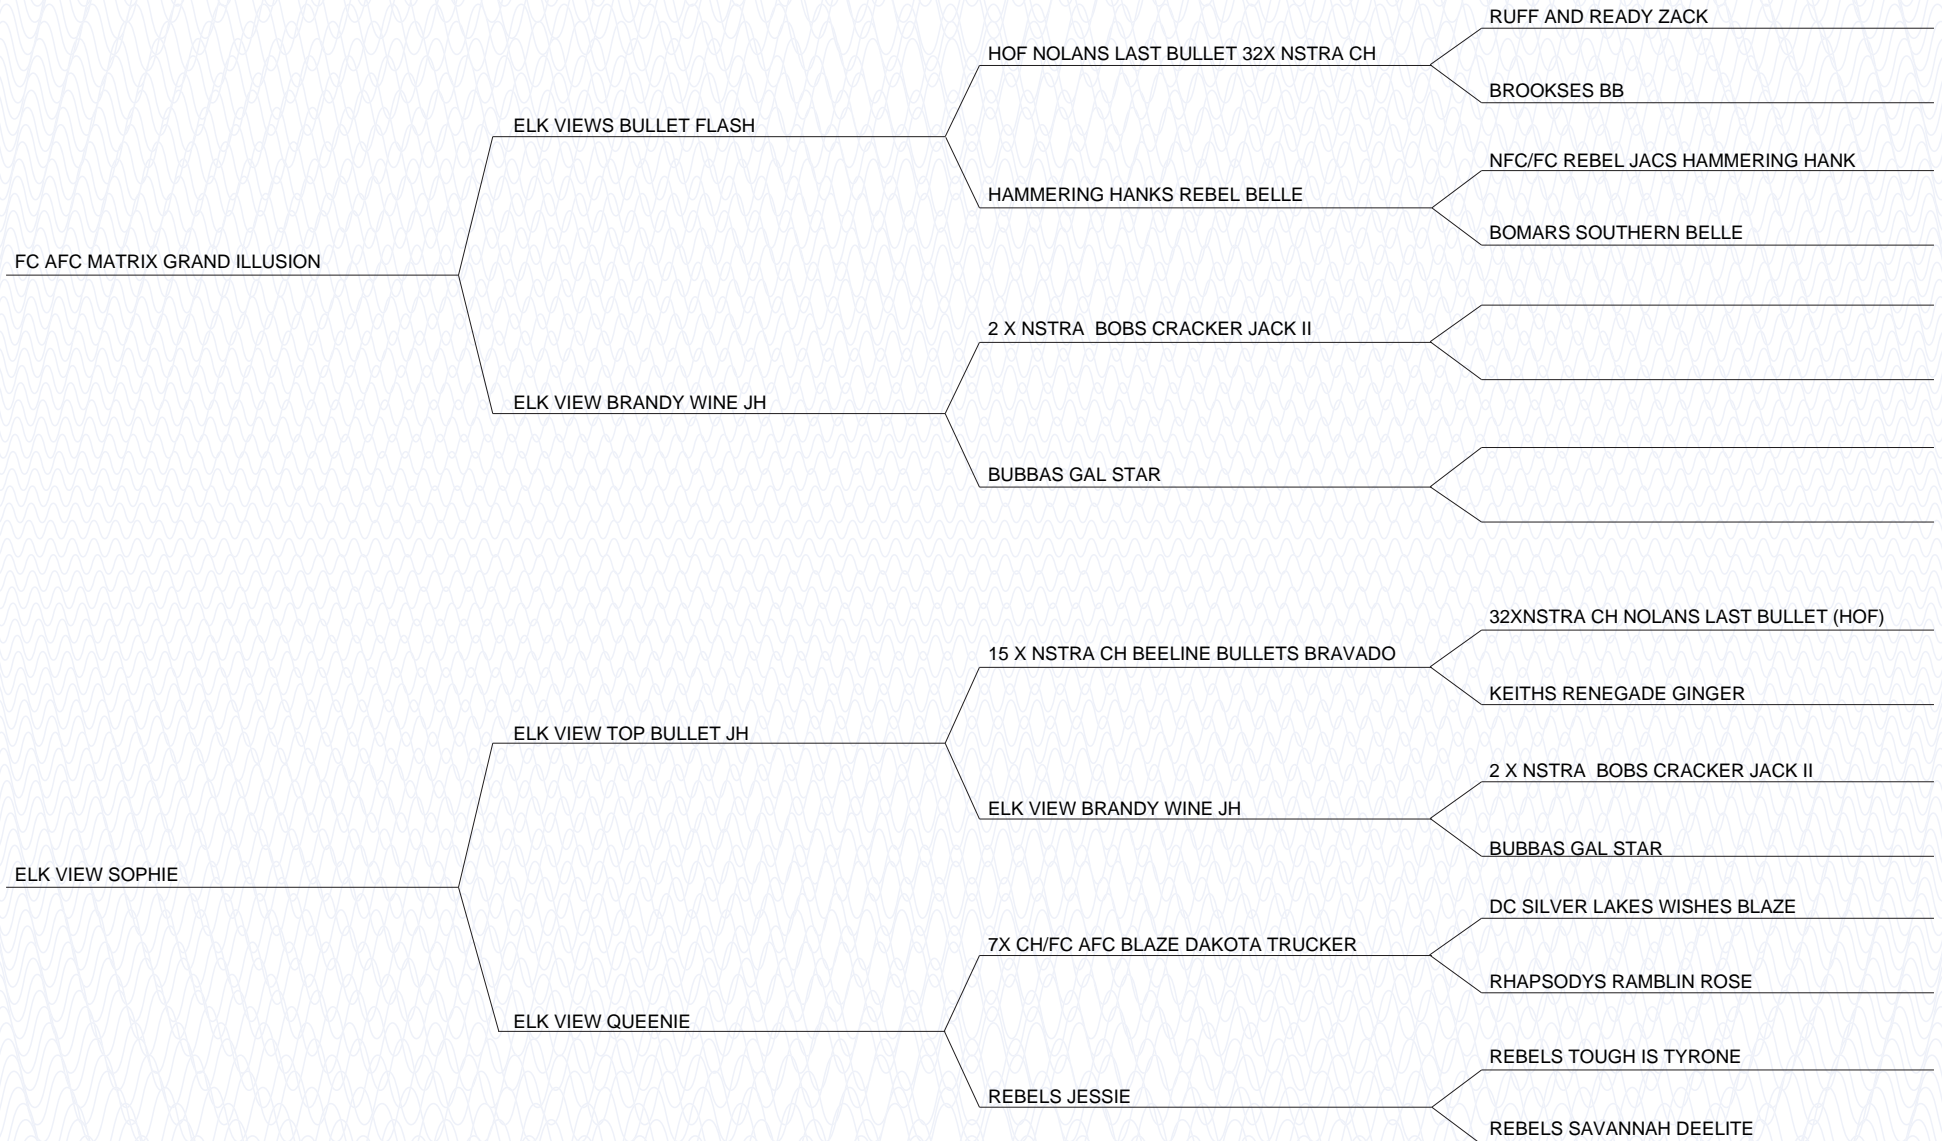 RUFF AND READY ZACK
HOF NOLANS LAST BULLET 32X NSTRA CH
BROOKSES BB
ELK VIEWS BULLET FLASH
NFC/FC REBEL JACS HAMMERING HANK
HAMMERING HANKS REBEL BELLE
BOMARS SOUTHERN BELLE
FC AFC MATRIX GRAND ILLUSION
2 X NSTRA  BOBS CRACKER JACK II
ELK VIEW BRANDY WINE JH
BUBBAS GAL STAR
32XNSTRA CH NOLANS LAST BULLET (HOF)
15 X NSTRA CH BEELINE BULLETS BRAVADO
KEITHS RENEGADE GINGER
ELK VIEW TOP BULLET JH
2 X NSTRA  BOBS CRACKER JACK II
ELK VIEW BRANDY WINE JH
BUBBAS GAL STAR
ELK VIEW SOPHIE
DC SILVER LAKES WISHES BLAZE
7X CH/FC AFC BLAZE DAKOTA TRUCKER
RHAPSODYS RAMBLIN ROSE
ELK VIEW QUEENIE
REBELS TOUGH IS TYRONE
REBELS JESSIE
REBELS SAVANNAH DEELITE